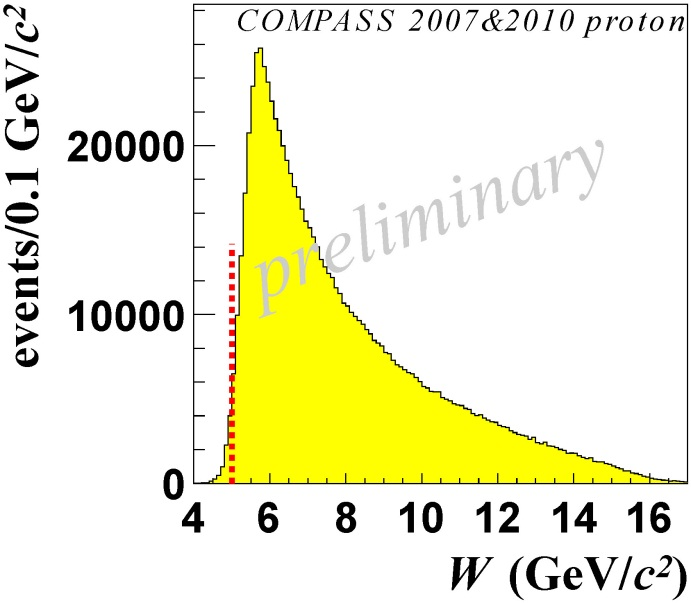 COMPASS 2007&2010 proton
events/0.1 GeV/c²
20000
10000
0
preliminary
4 6 8 10 12 14 16
W (GeV/c²)